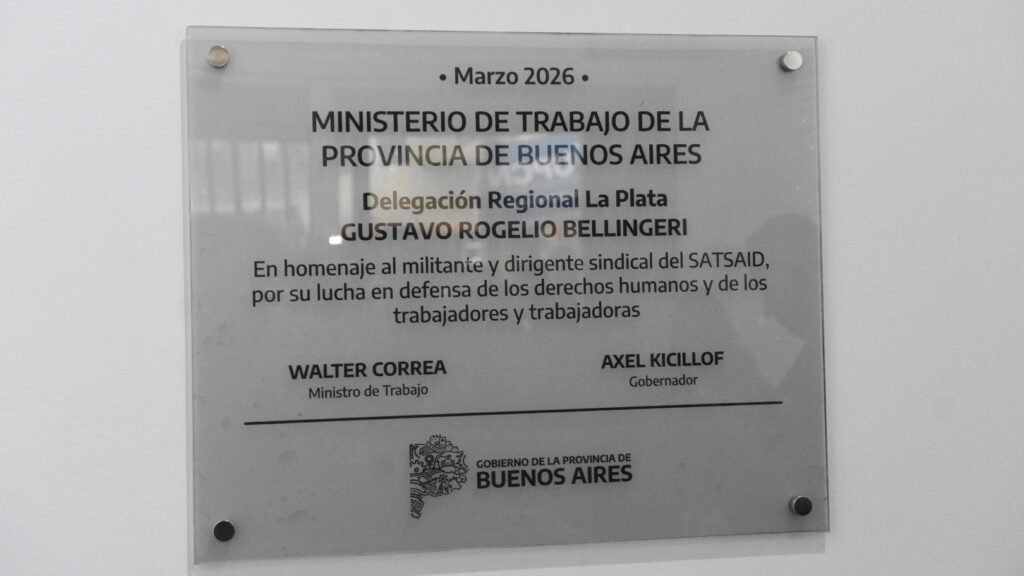 • Marzo 2026 •
MINISTERIO DE TRABAJO DE LA
PROVINCIA DE BUENOS AIRES
Delegación Regional La Plata
GUSTAVO ROGELIO BELLINGERI
En homenaje al militante y dirigente sindical del SATSAID,
por su lucha en defensa de los derechos humanos y de los
trabajadores y trabajadoras
WALTER CORREA
Ministro de Trabajo
AXEL KICILLOF
Gobernador
GOBIERNO DE LA PROVINCIA DE
BUENOS AIRES